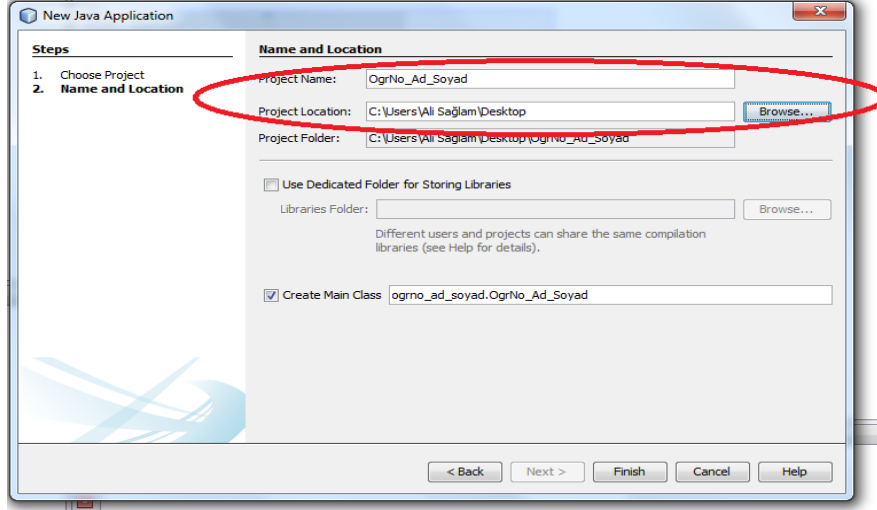 New Java Application
Steps
1. Choose Project
2. Name and Location
Name and Location
Project Name: OgrNo_Ad_Soyad
Project Location: C:\Users\Ali Sağlam\Desktop Browse...
Project Folder: C:\Users\Ali Sağlam\Desktop\OgrNo_Ad_Soyad
Use Dedicated Folder for Storing Libraries
Libraries Folder: Browse...
Different users and projects can share the same compilation
libraries (see Help for details).
Create Main Class ogrno_ad_soyad.OgrNo_Ad_Soyad
< Back Next > Finish Cancel Help